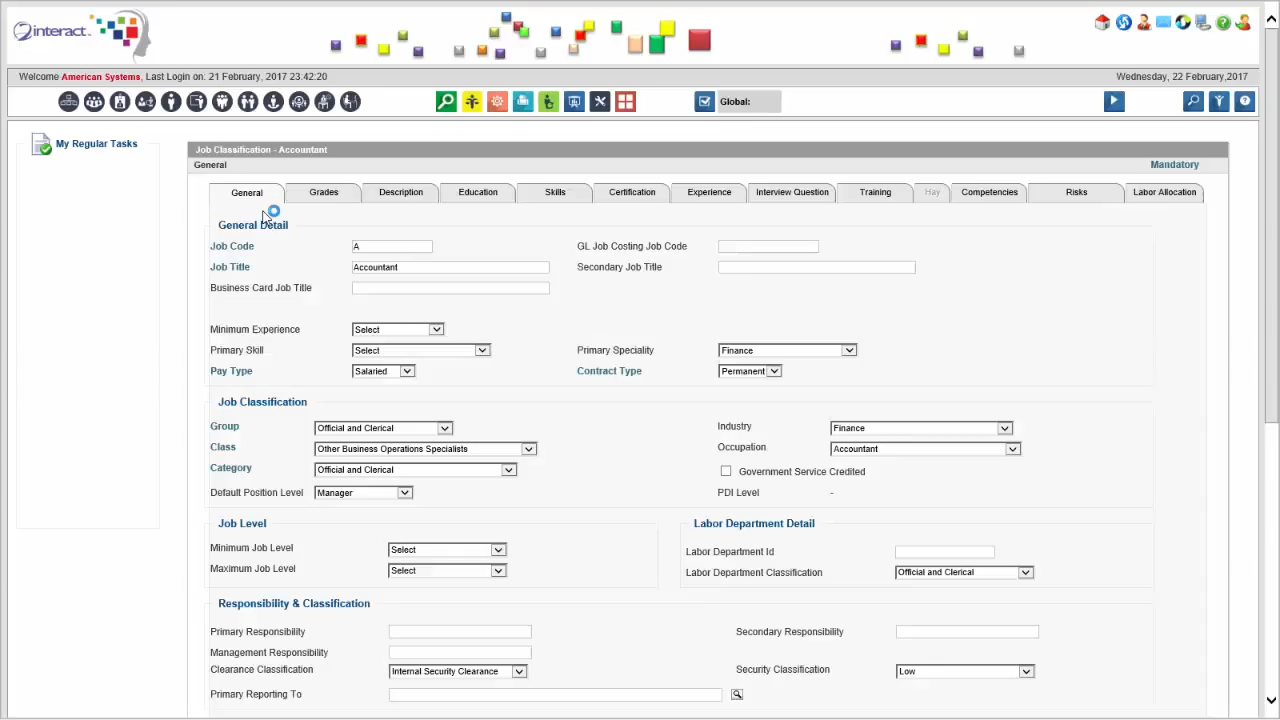 interact
Welcome American Systems, Last Login on: 21 February, 2017 23:42:20
Wednesday, 22 February,2017
Global:
My Regular Tasks
Job Classification - Accountant
General
Mandatory
General Grades Description Education Skills Certification Experience Interview Question Training Hay Competencies Risks Labor Allocation
General Detail
Job Code A GL Job Costing Job Code
Job Title Accountant Secondary Job Title
Business Card Job Title
Minimum Experience Select
Primary Skill Select Primary Speciality Finance
Pay Type Salaried Contract Type Permanent
Job Classification
Group Official and Clerical Industry Finance
Class Other Business Operations Specialists Occupation Accountant
Category Official and Clerical Government Service Credited
Default Position Level Manager PDI Level -
Job Level Labor Department Detail
Minimum Job Level Select Labor Department Id
Maximum Job Level Select Labor Department Classification Official and Clerical
Responsibility & Classification
Primary Responsibility Secondary Responsibility
Management Responsibility
Clearance Classification Internal Security Clearance Security Classification Low
Primary Reporting To